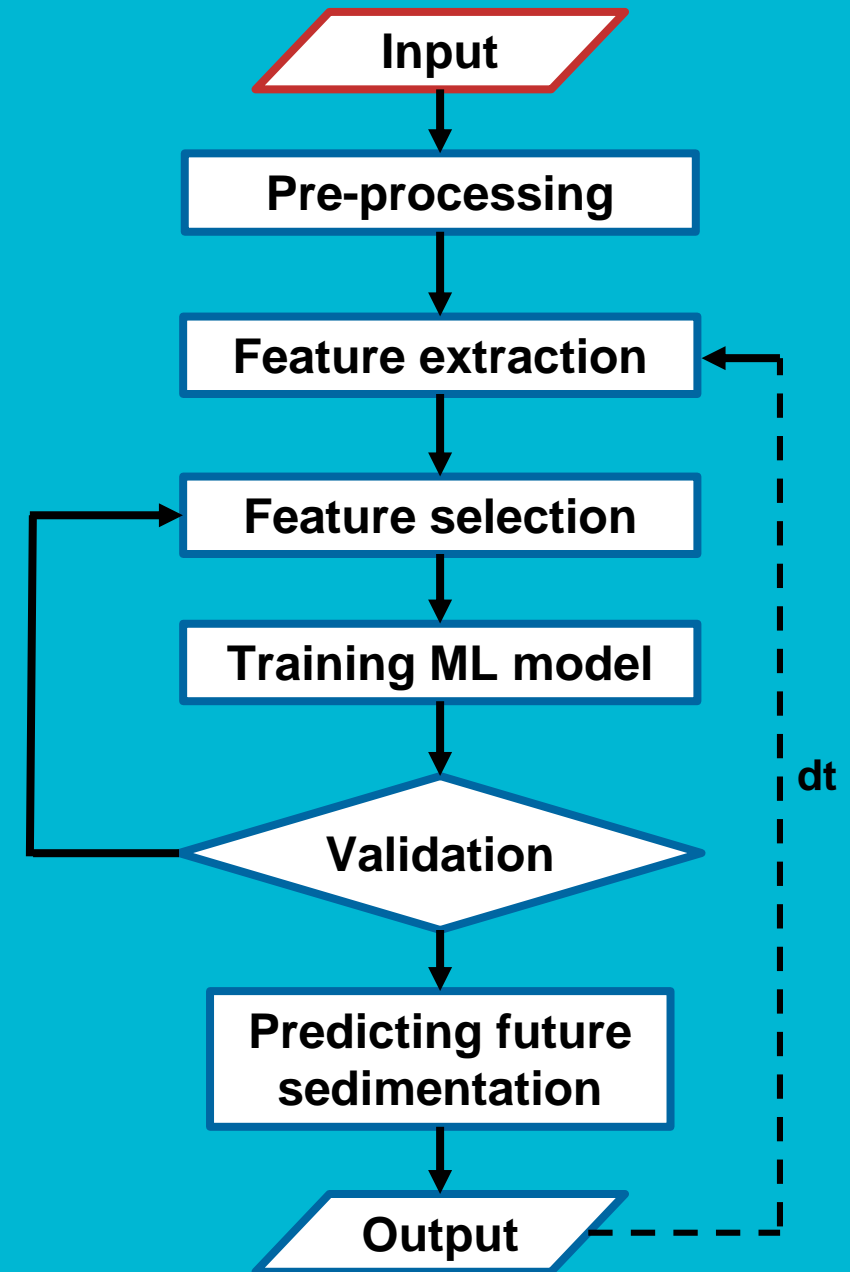 Input
Pre-processing
Feature extraction
Feature selection
Training ML model
dt
Validation
Predicting future
sedimentation
Output